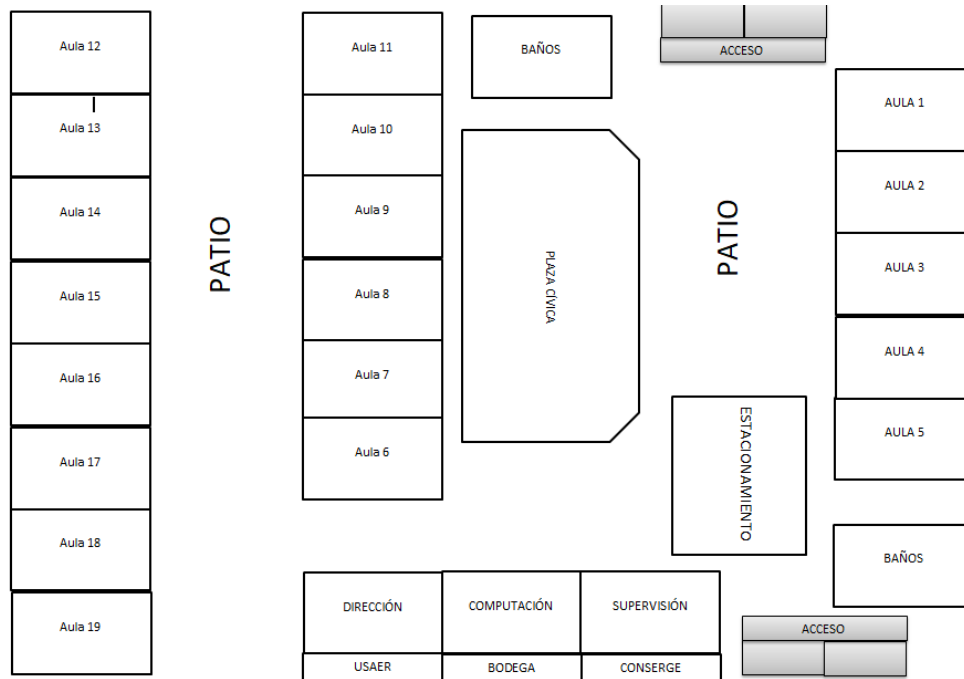 Aula 12
Aula 11
BAÑOS
ACCESO
AULA 1
Aula 13
Aula 10
AULA 2
Aula 14
Aula 9
PATIO
PATIO
AULA 3
Aula 15
Aula 8
PLAZA CÍVICA
AULA 4
Aula 16
Aula 7
AULA 5
Aula 17
Aula 6
ESTACIONAMIENTO
Aula 18
BAÑOS
Aula 19
DIRECCIÓN
COMPUTACIÓN
SUPERVISIÓN
ACCESO
USAER
BODEGA
CONSERGE